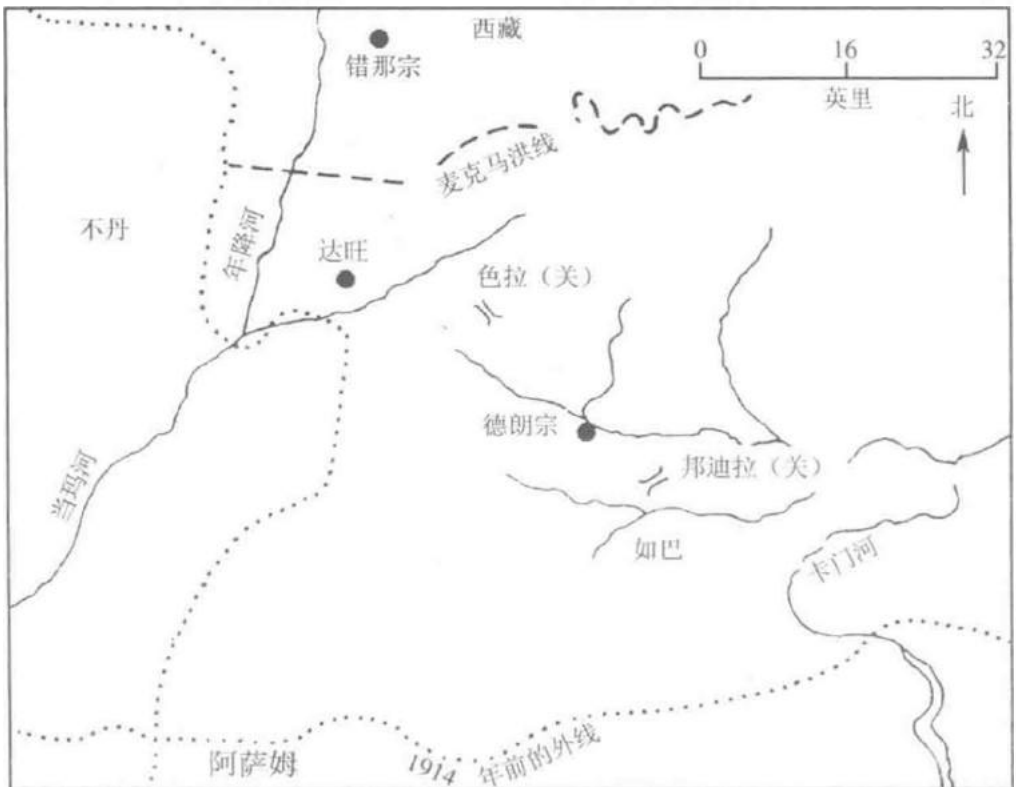 西藏
错那宗
0 16 32
英里
北
麦克马洪线
不丹
年降河
达旺
色拉（关）
德朗宗
邦迪拉（关）
当玛河
如巴
卡门河
阿萨姆
1914 年前的外线